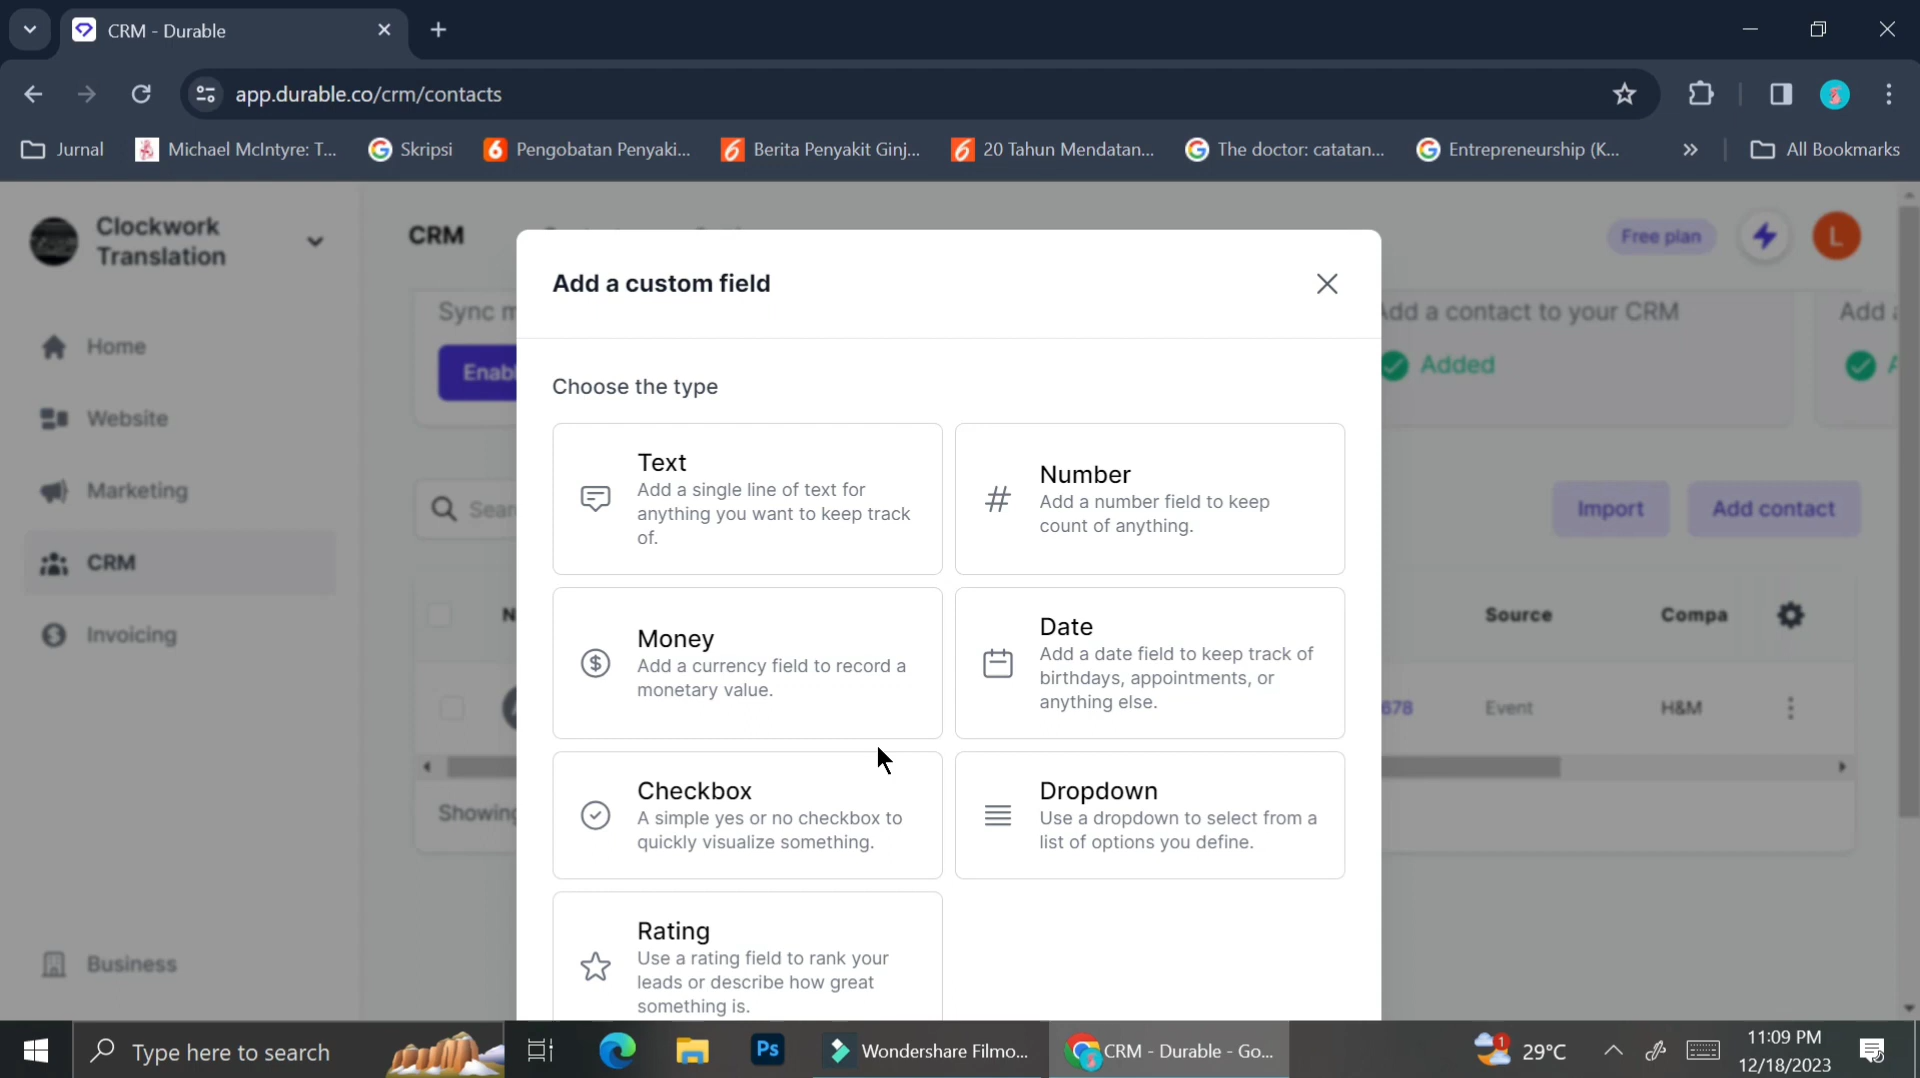 CRM - Durable
app.durable.co/crm/contacts
Jurnal
Michael McIntyre: T...
Skripsi
Pengobatan Penyaki...
Berita Penyakit Ginj...
20 Tahun Mendatan...
The doctor: catatan...
Entrepreneurship (K...
All Bookmarks
Clockwork
Translation
CRM
Free plan
L
Home
Website
Marketing
CRM
Invoicing
Business
Add a custom field
Choose the type
Text
Add a single line of text for
anything you want to keep track
of.
Number
Add a number field to keep
count of anything.
Money
Add a currency field to record a
monetary value.
Date
Add a date field to keep track of
birthdays, appointments, or
anything else.
Checkbox
A simple yes or no checkbox to
quickly visualize something.
Dropdown
Use a dropdown to select from a
list of options you define.
Rating
Use a rating field to rank your
leads or describe how great
something is.
Sync
Add a contact to your CRM
Add
Added
Import
Add contact
Source
Compa
678
Event
H&M
Showing
Type here to search
Ps
Wondershare Filmo...
CRM - Durable - Go...
1
29°C
11:09 PM
12/18/2023